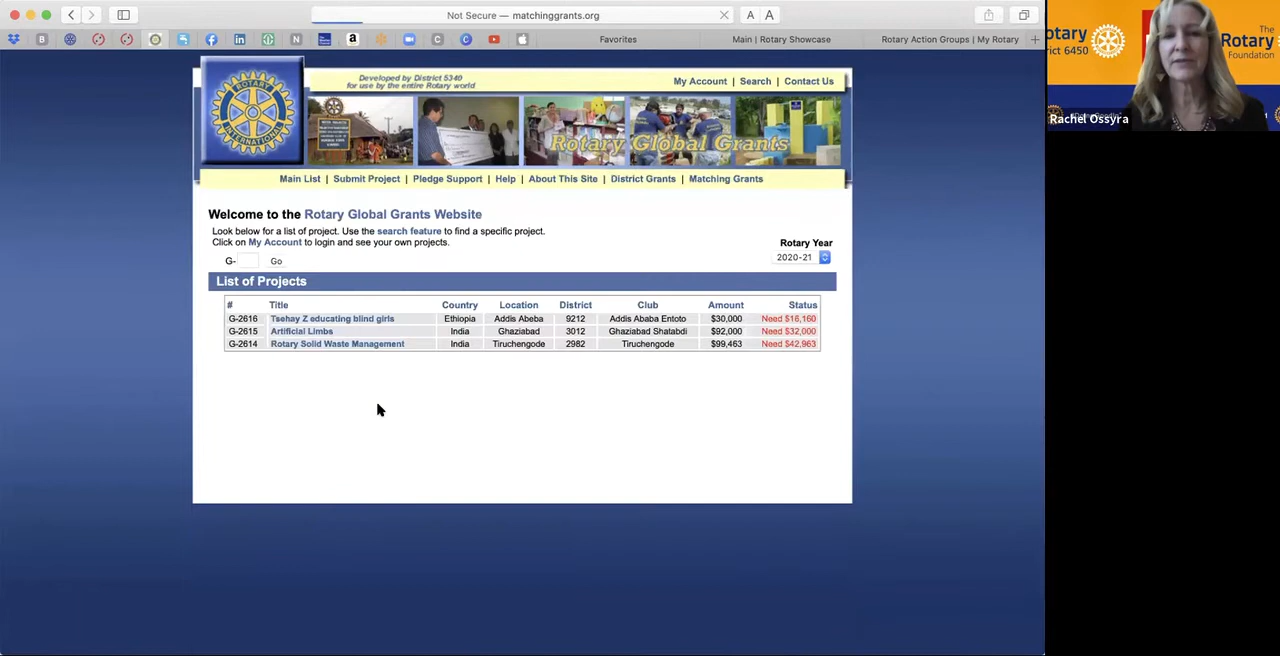 Not Secure — matchinggrants.org
A A
Favorites
Main | Rotary Showcase
Rotary Action Groups | My Rotary
Developed by District 5340
for use by the entire Rotary world
My Account | Search | Contact Us
ROTARY
INTERNATIONAL
Rotary Global Grants
Main List | Submit Project | Pledge Support | Help | About This Site | District Grants | Matching Grants
Welcome to the Rotary Global Grants Website
Look below for a list of project. Use the search feature to find a specific project.
Click on My Account to login and see your own projects.
Rotary Year
G- Go
2020-21
List of Projects
# Title Country Location District Club Amount Status
G-2616 Tsehay Z educating blind girls Ethiopia Addis Abeba 9212 Addis Ababa Entoto $30,000 Need $16,160
G-2615 Artificial Limbs India Ghaziabad 3012 Ghaziabad Shatabdi $92,000 Need $32,000
G-2614 Rotary Solid Waste Management India Tiruchengode 2982 Tiruchengode $99,463 Need $42,963
otary
rict 6450
The
Rotary
Foundation
Rachel Ossyra